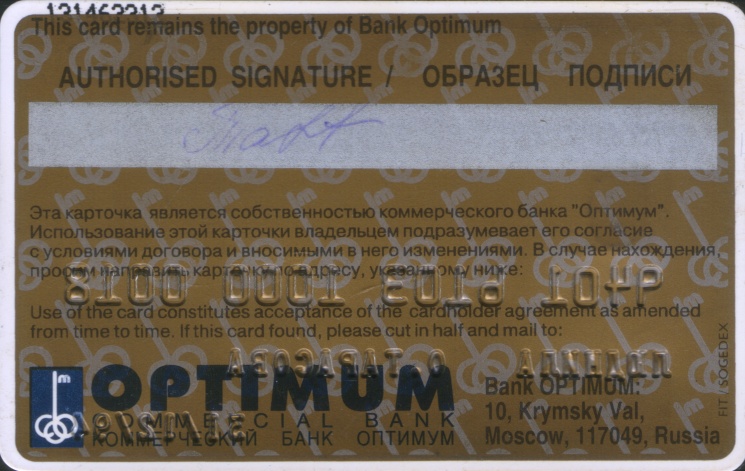 This card remains the property of Bank Optimum
AUTHORISED SIGNATURE / ОБРАЗЕЦ ПОДПИСИ
Эта карточка является собственностью коммерческого банка "Оптимум".
Использование этой карточки владельцем подразумевает его согласие
с условиями договора и вносимыми в него изменениями. В случае нахождения,
просим направить карточку по адресу, указанному ниже:
Use of the card constitutes acceptance of the cardholder agreement as amended
from time to time. If this card found, please cut in half and mail to:
OPTIMUM
COMMERCIAL BANK
КОММЕРЧЕСКИЙ БАНК ОПТИМУМ
Bank OPTIMUM:
10, Krymsky Val,
Moscow, 117049, Russia
FIT / SOGEDEX